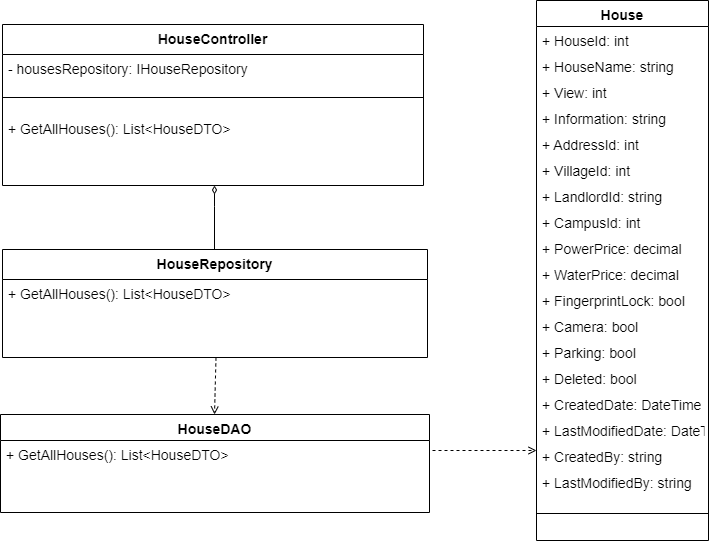 HouseController
- housesRepository: IHouseRepository
+ GetAllHouses(): List<HouseDTO>
HouseRepository
+ GetAllHouses(): List<HouseDTO>
HouseDAO
+ GetAllHouses(): List<HouseDTO>
House
+ HouseId: int
+ HouseName: string
+ View: int
+ Information: string
+ AddressId: int
+ VillageId: int
+ LandlordId: string
+ CampusId: int
+ PowerPrice: decimal
+ WaterPrice: decimal
+ FingerprintLock: bool
+ Camera: bool
+ Parking: bool
+ Deleted: bool
+ CreatedDate: DateTime
+ LastModifiedDate: DateT
+ CreatedBy: string
+ LastModifiedBy: string